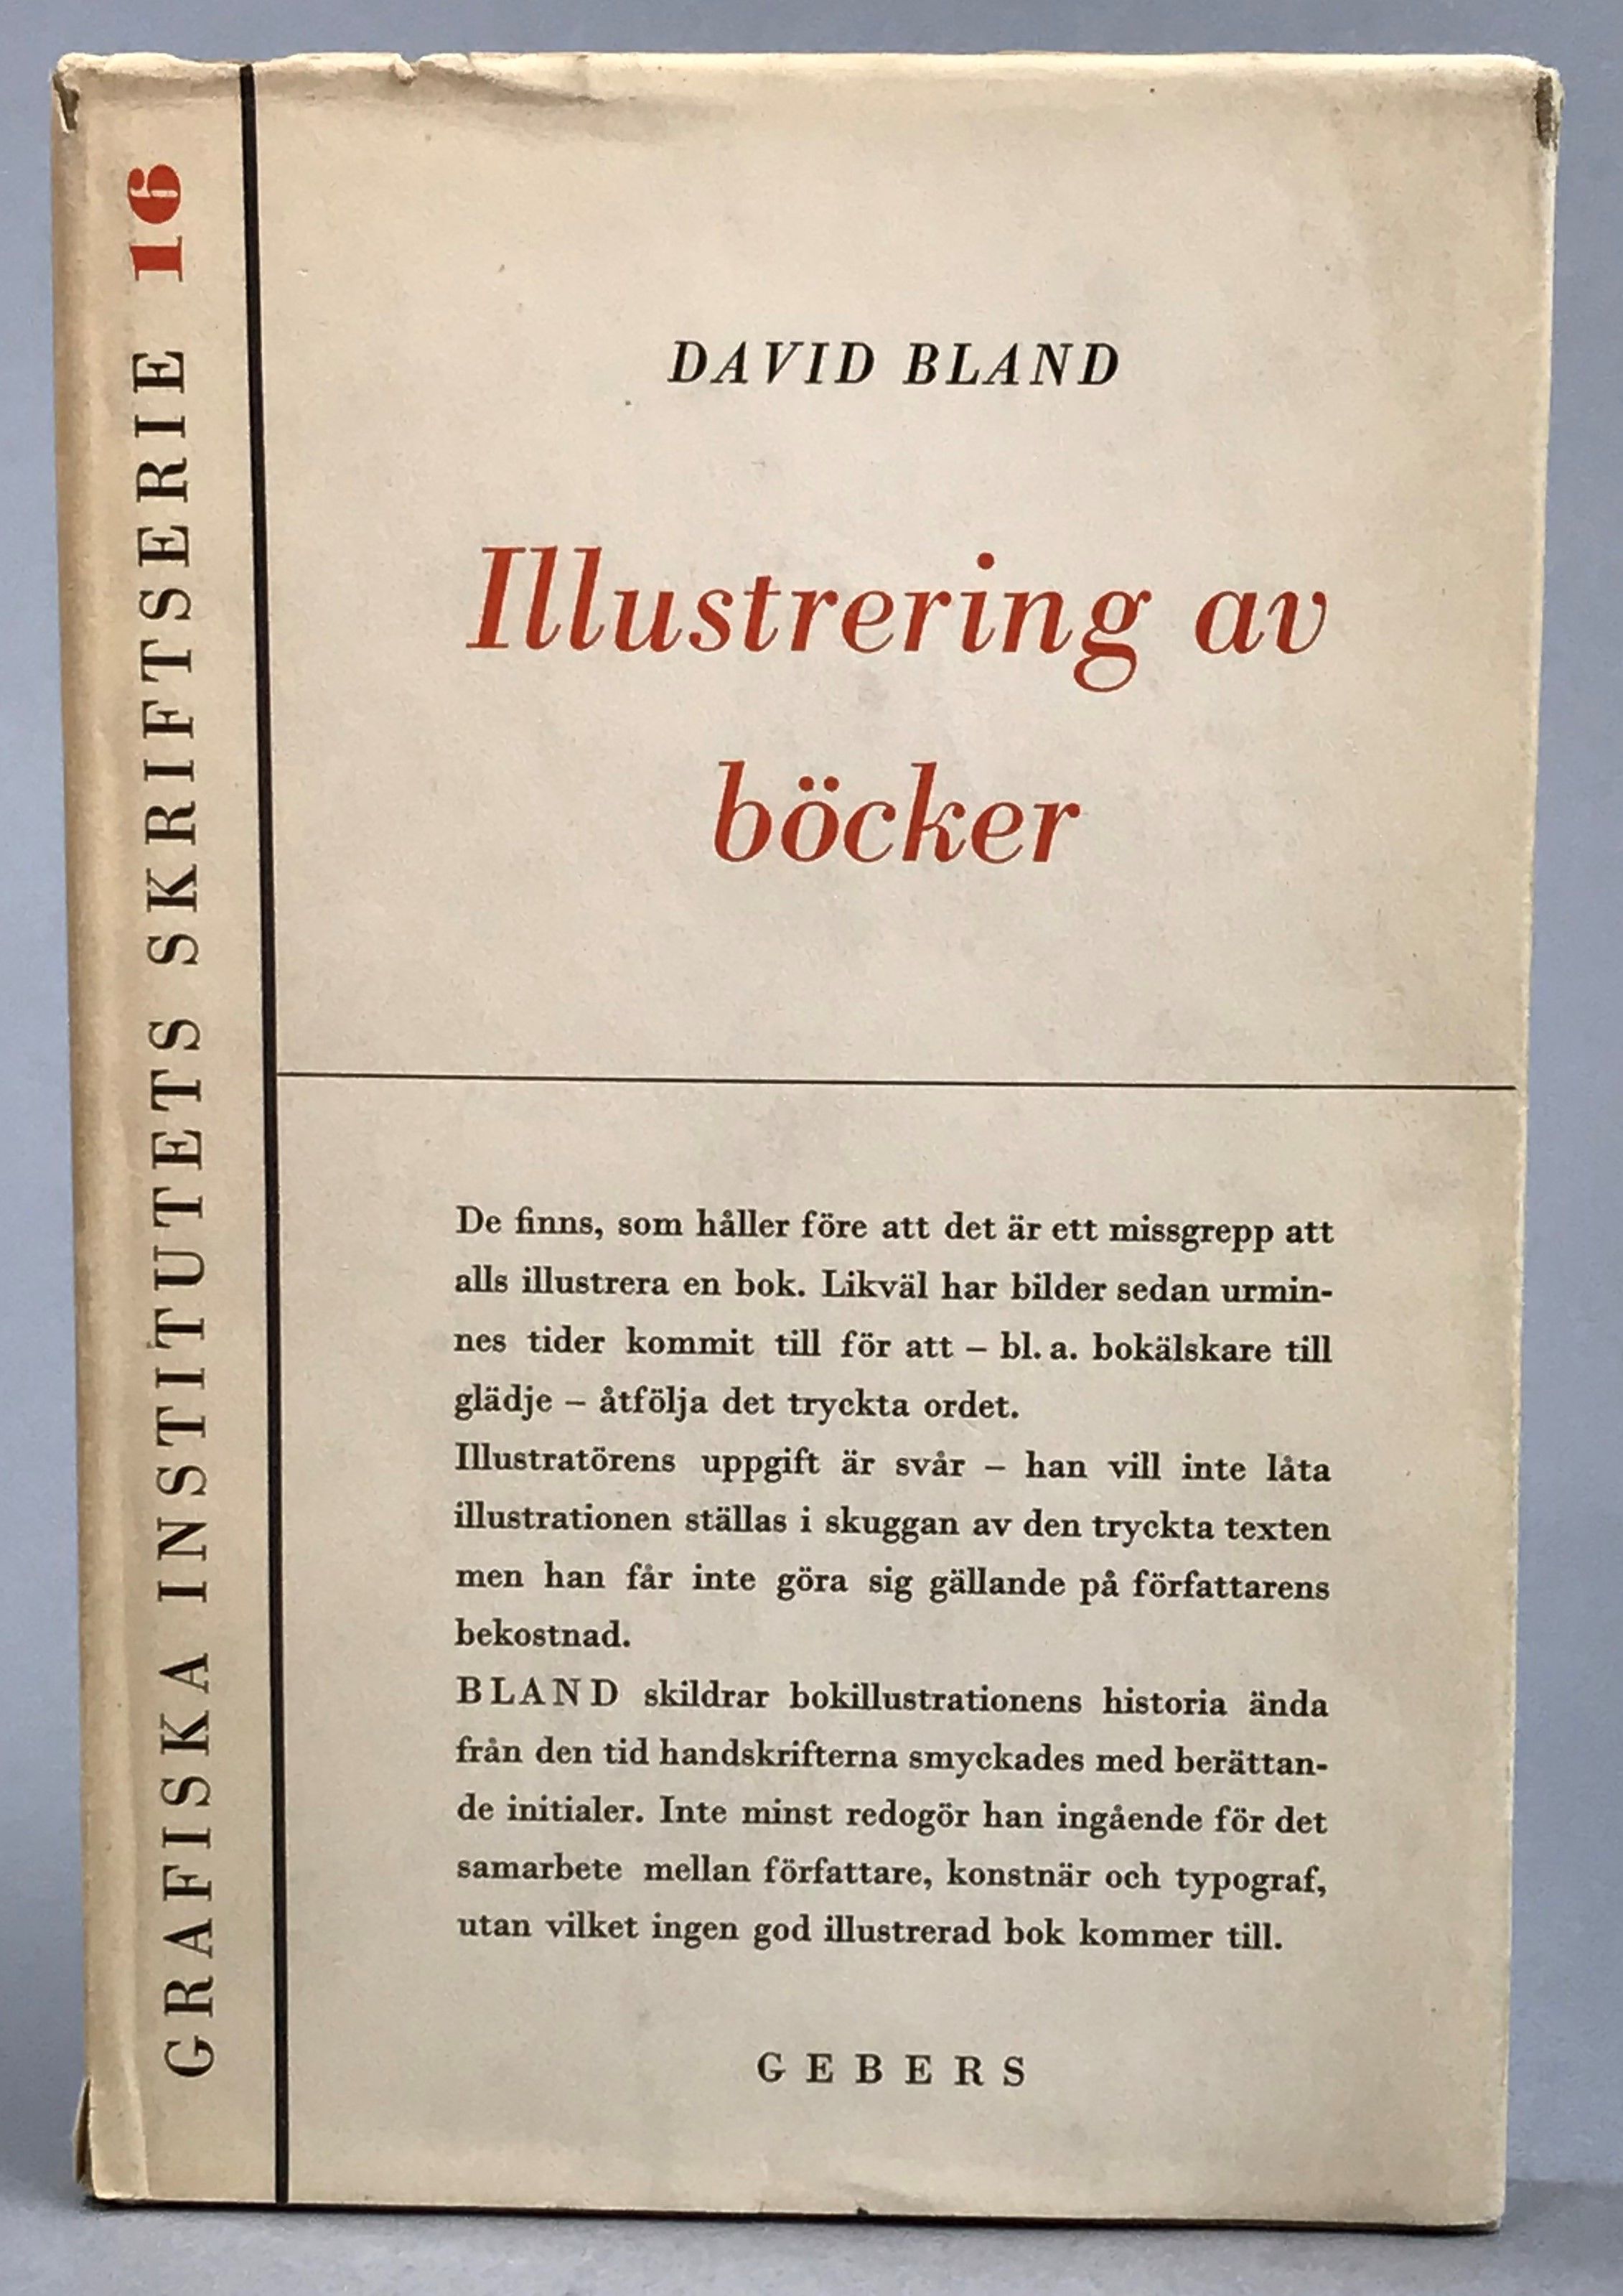 GRAFISKA INSTITUTETS SKRIFTSERIE 16
DAVID BLAND
Illustrering av
böcker
De finns, som håller före att det är ett missgrepp att
alls illustrera en bok. Likväl har bilder sedan urmin-
nes tider kommit till för att – bl. a. bokälskare till
glädje – åtfölja det tryckta ordet.
Illustratörens uppgift är svår – han vill inte låta
illustrationen ställas i skuggan av den tryckta texten
men han får inte göra sig gällande på författarens
bekostnad.
BLAND skildrar bokillustrationens historia ända
från den tid handskrifterna smyckades med berättan-
de initialer. Inte minst redogör han ingående för det
samarbete mellan författare, konstnär och typograf,
utan vilket ingen god illustrerad bok kommer till.
GEBERS